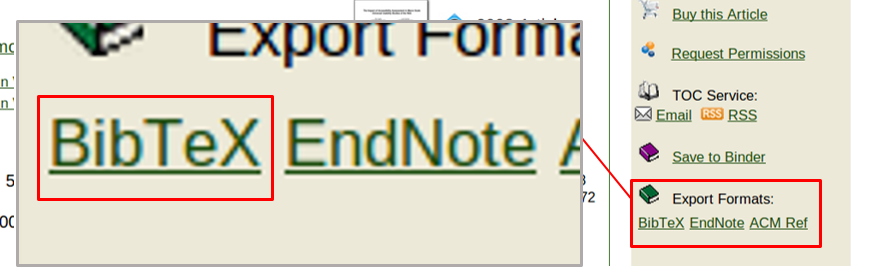 Buy this Article
Request Permissions
TOC Service:
Email RSS RSS
Save to Binder
Export Formats:
BibTeX EndNote ACM Ref
Export Forma
BibTeX EndNote A
72